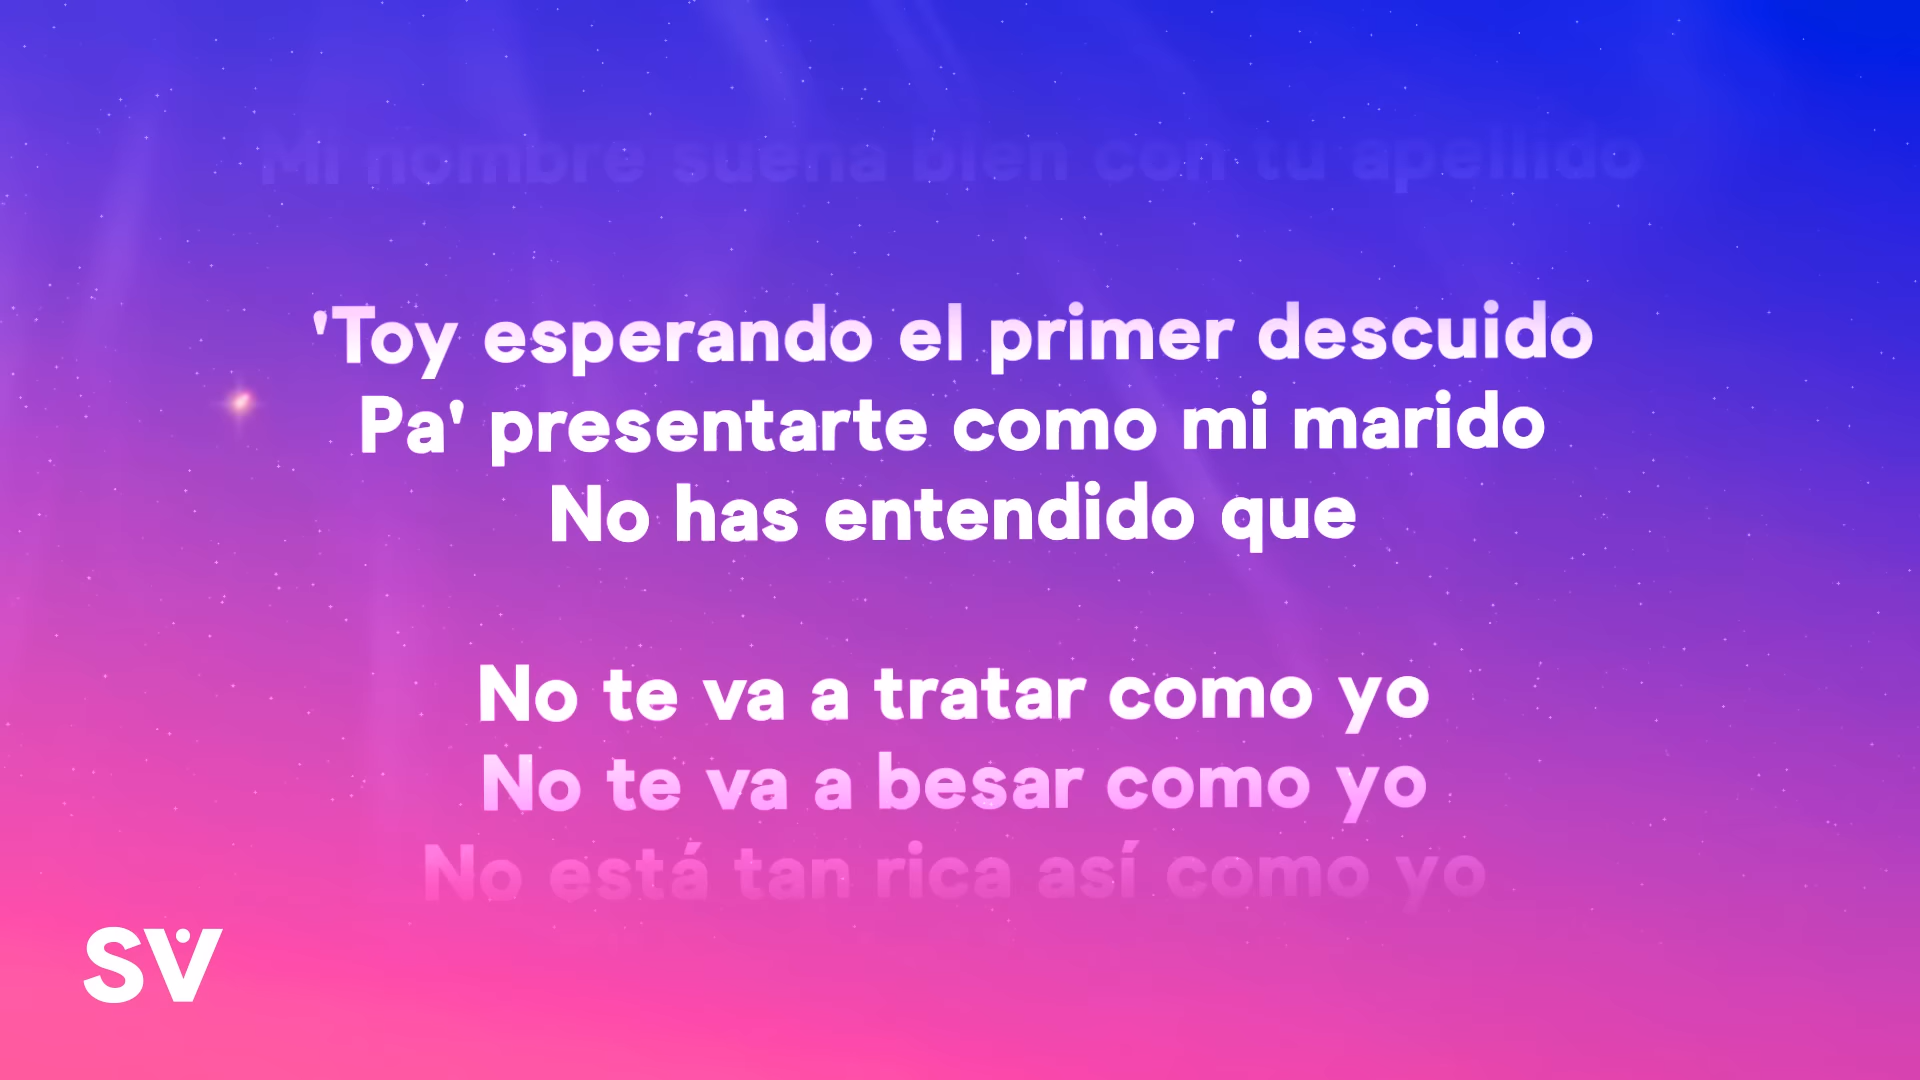 Mi nombre suena bien con tu apellido
'Toy esperando el primer descuido
Pa' presentarte como mi marido
No has entendido que
No te va a tratar como yo
No te va a besar como yo
No está tan rica así como yo
SV